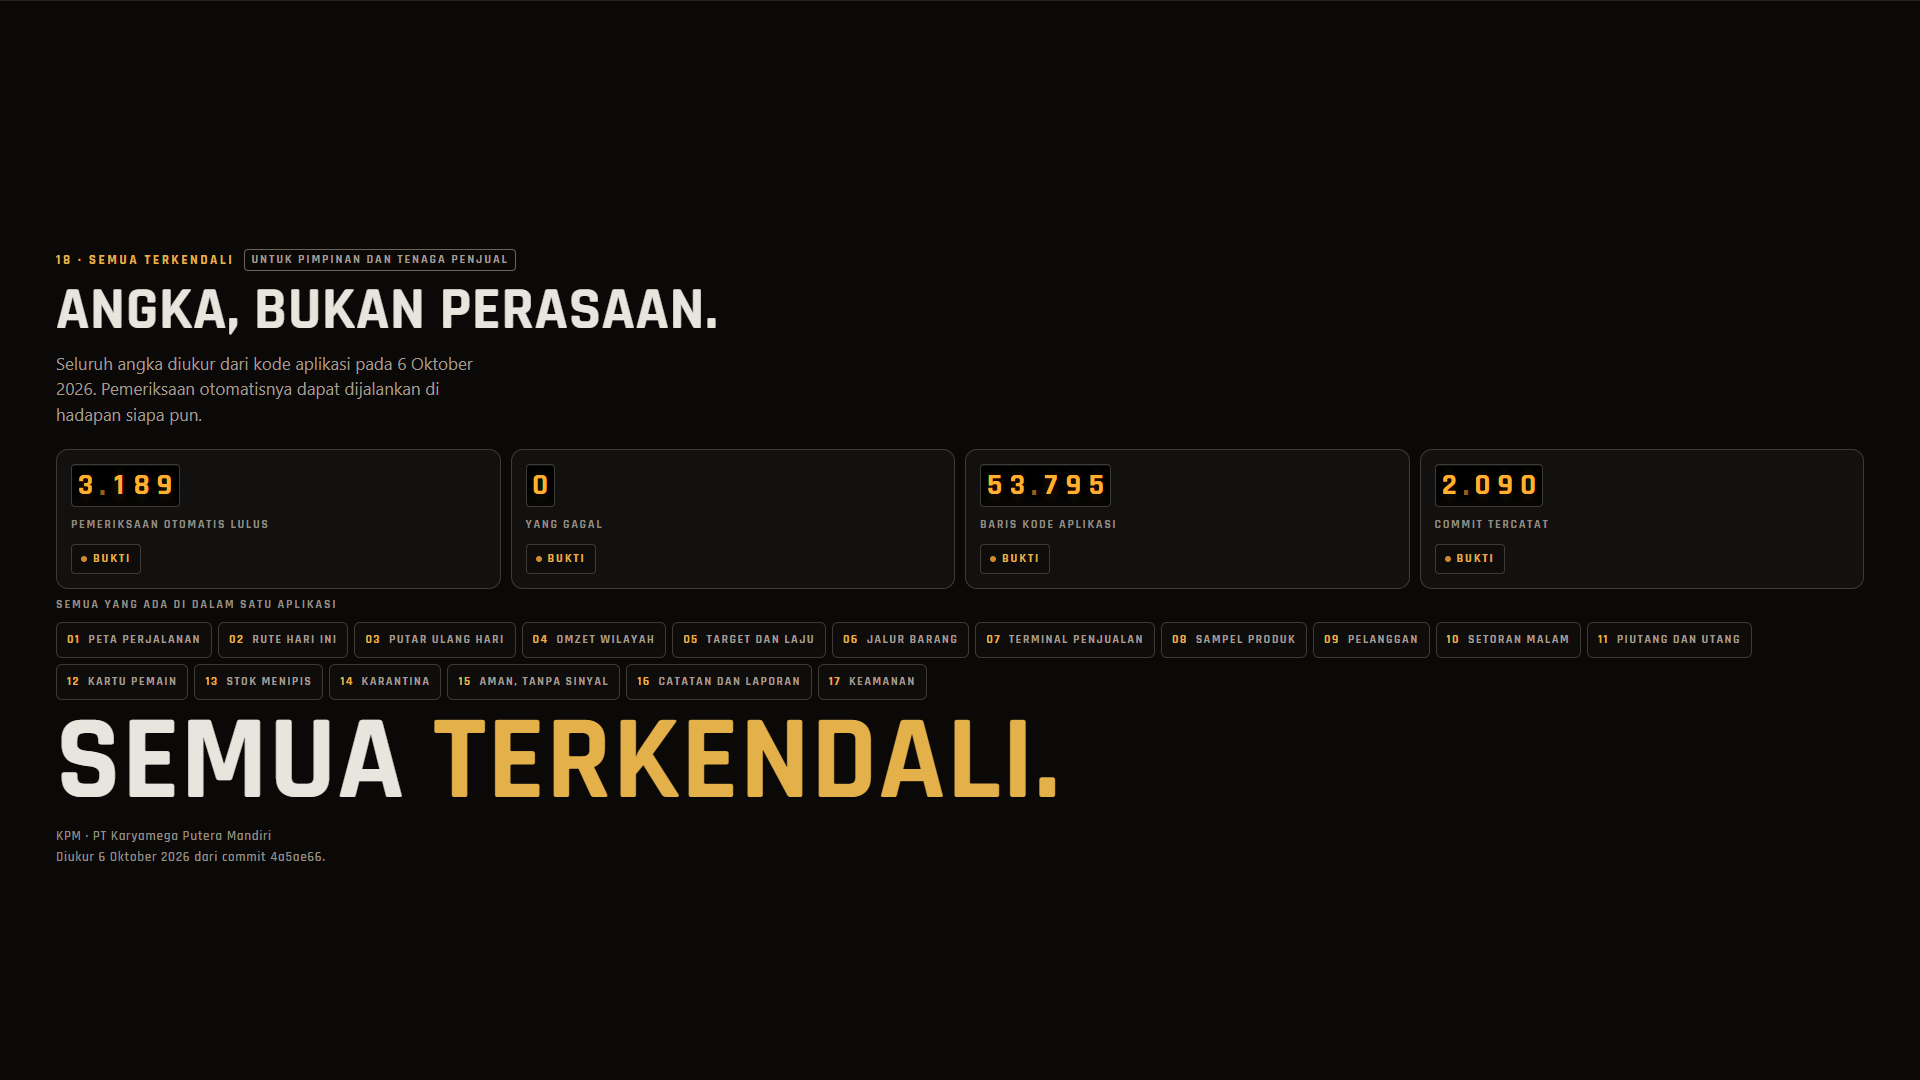 18 · SEMUA TERKENDALI UNTUK PIMPINAN DAN TENAGA PENJUAL
ANGKA, BUKAN PERASAAN.
Seluruh angka diukur dari kode aplikasi pada 6 Oktober
2026. Pemeriksaan otomatisnya dapat dijalankan di
hadapan siapa pun.
3.189
PEMERIKSAAN OTOMATIS LULUS
BUKTI
0
YANG GAGAL
BUKTI
53.795
BARIS KODE APLIKASI
BUKTI
2.090
COMMIT TERCATAT
BUKTI
SEMUA YANG ADA DI DALAM SATU APLIKASI
01 PETA PERJALANAN 02 RUTE HARI INI 03 PUTAR ULANG HARI 04 OMZET WILAYAH 05 TARGET DAN LAJU 06 JALUR BARANG 07 TERMINAL PENJUALAN 08 SAMPEL PRODUK 09 PELANGGAN 10 SETORAN MALAM 11 PIUTANG DAN UTANG
12 KARTU PEMAIN 13 STOK MENIPIS 14 KARANTINA 15 AMAN, TANPA SINYAL 16 CATATAN DAN LAPORAN 17 KEAMANAN
SEMUA TERKENDALI.
KPM · PT Karyamega Putera Mandiri
Diukur 6 Oktober 2026 dari commit 4a5ae66.